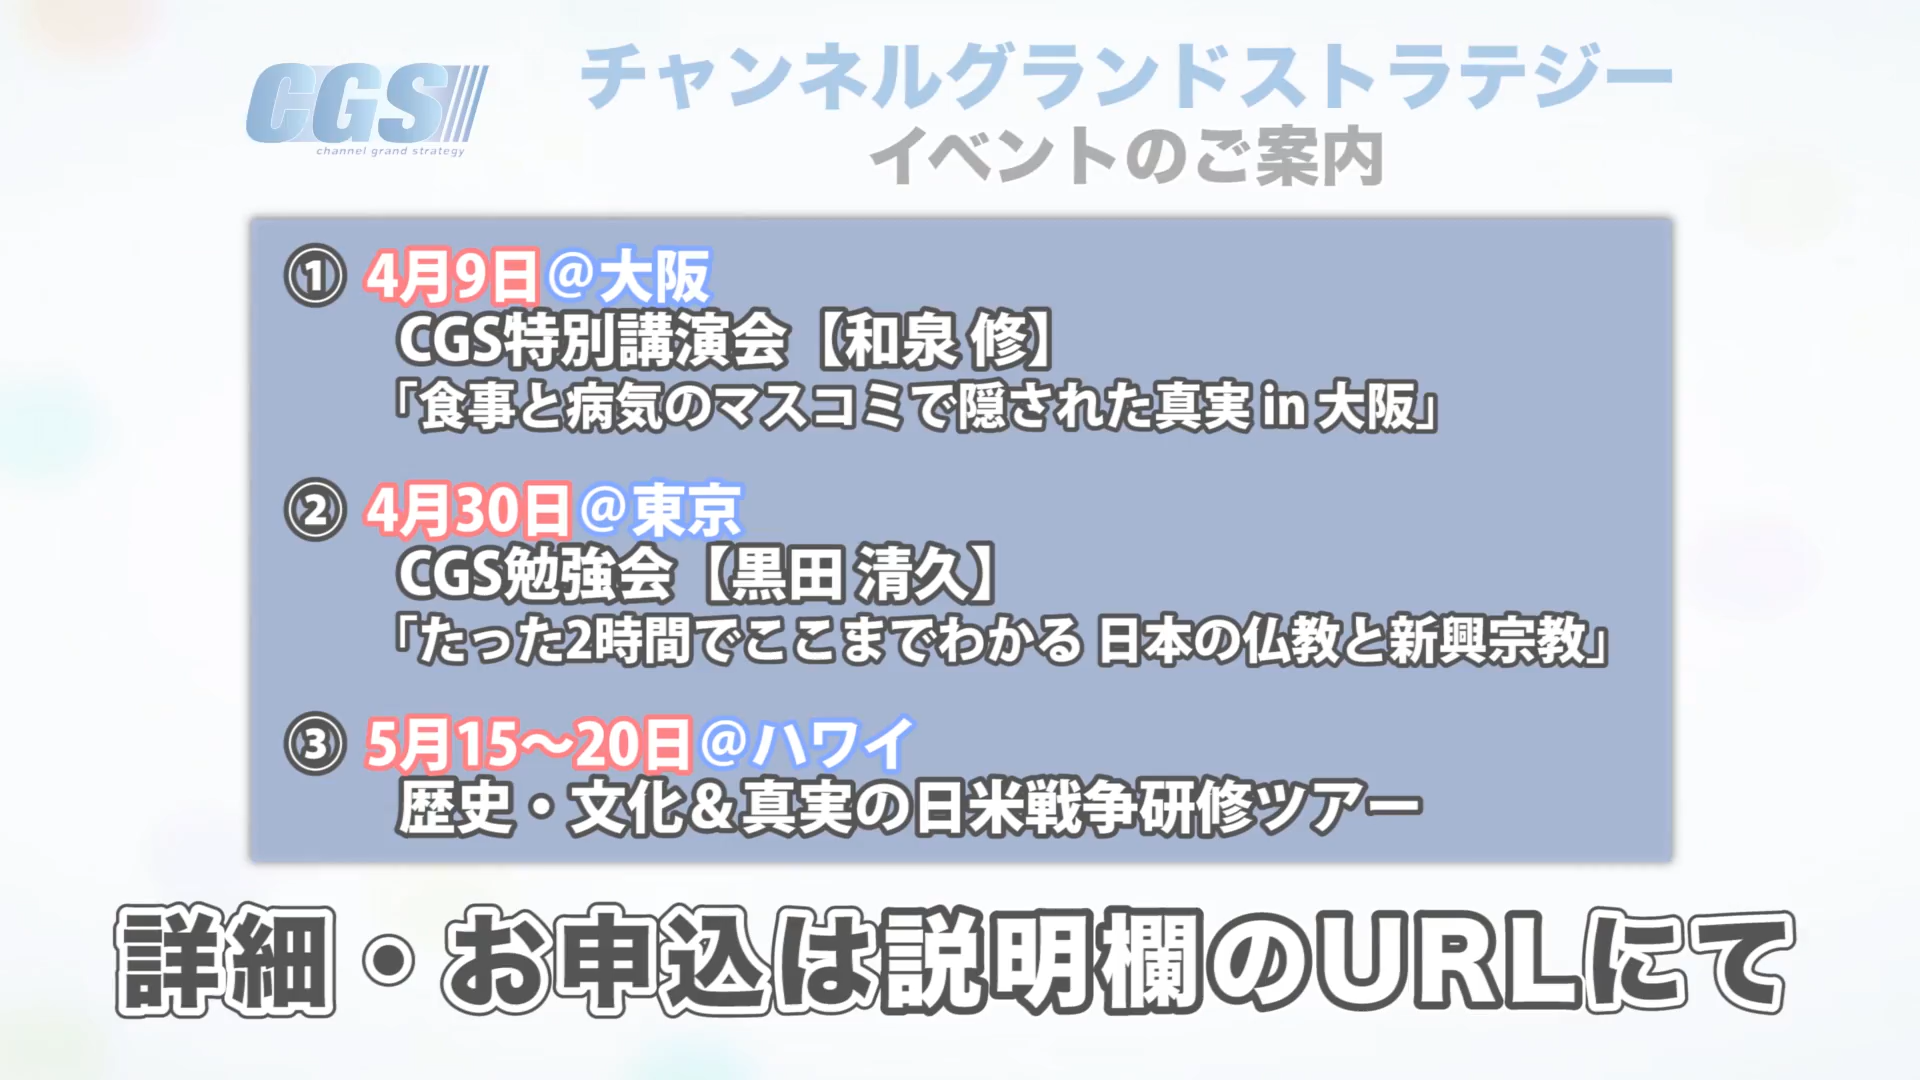 CGS
channel grand strategy
チャンネルグランドストラテジー
イベントのご案内
① 4月9日@大阪
CGS特別講演会【和泉 修】
「食事と病気のマスコミで隠された真実 in 大阪」
② 4月30日@東京
CGS勉強会【黒田 清久】
「たった2時間でここまでわかる 日本の仏教と新興宗教」
③ 5月15～20日@ハワイ
歴史・文化＆真実の日米戦争研修ツアー
詳細・お申込は説明欄のURLにて